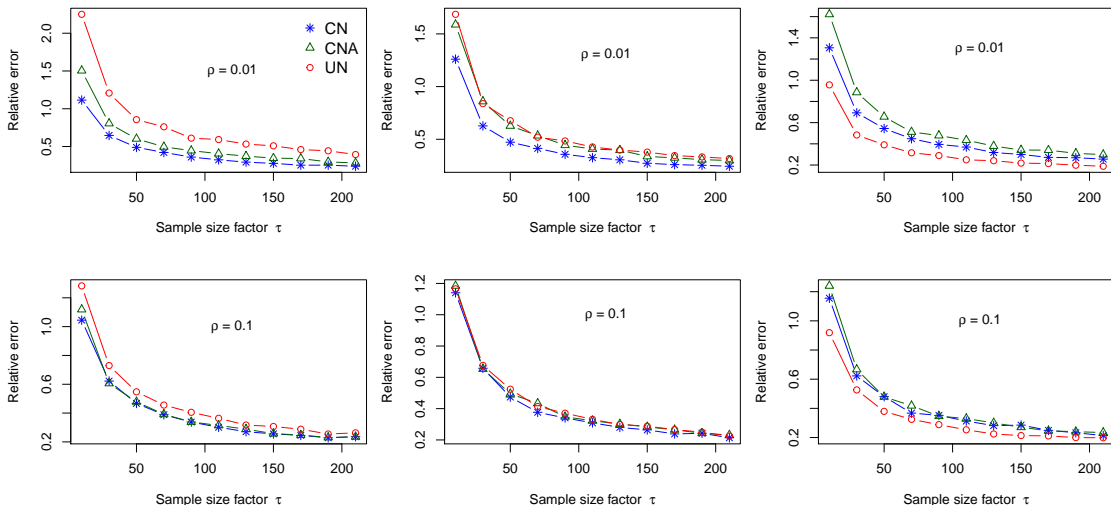 Relative error
0.5 1.0 1.5 2.0
CN
CNA
UN
ρ = 0.01
50 100 150 200
Sample size factor τ
Relative error
0.5 1.0 1.5
ρ = 0.01
50 100 150 200
Sample size factor τ
Relative error
0.2 0.6 1.0 1.4
ρ = 0.01
50 100 150 200
Sample size factor τ
Relative error
0.2 0.6 1.0
ρ = 0.1
50 100 150 200
Sample size factor τ
Relative error
0.2 0.4 0.6 0.8 1.2
ρ = 0.1
50 100 150 200
Sample size factor τ
Relative error
0.2 0.6 1.0
ρ = 0.1
50 100 150 200
Sample size factor τ